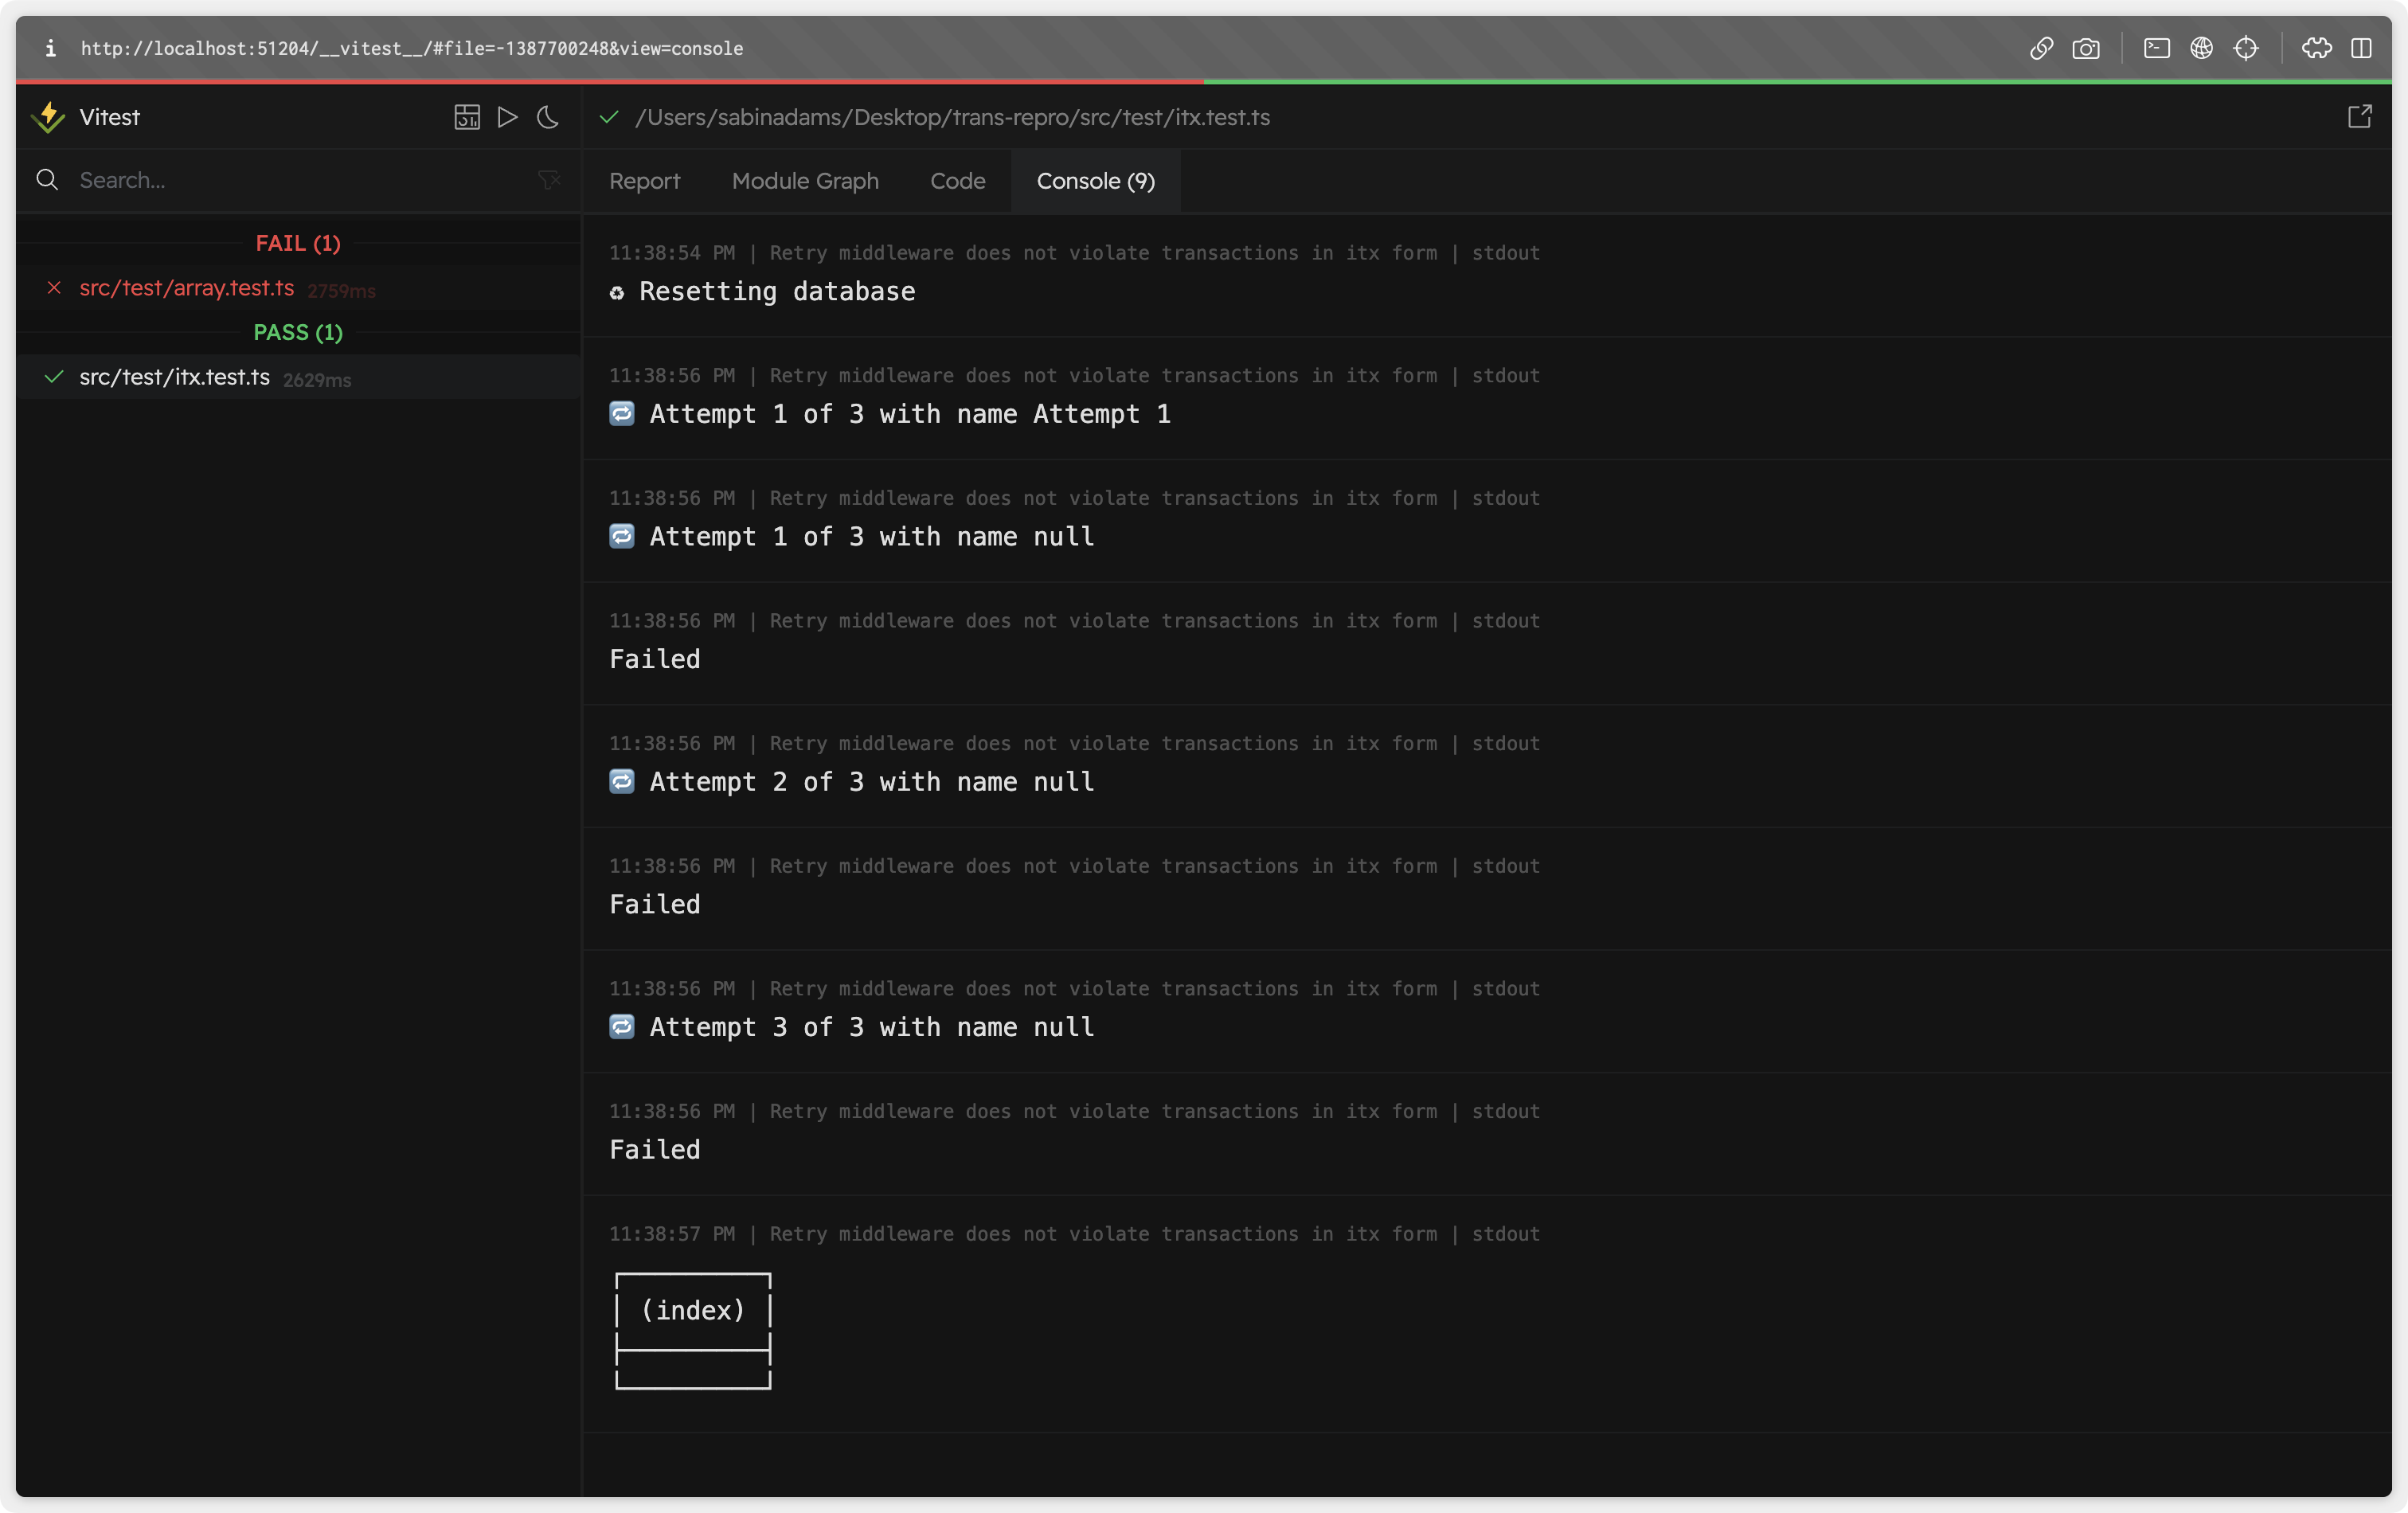 i http://localhost:51204/__vitest__/#file=-1387700248&view=console
Vitest
/Users/sabinadams/Desktop/trans-repro/src/test/itx.test.ts
Search...
Report Module Graph Code Console (9)
FAIL (1)
src/test/array.test.ts 2759ms
PASS (1)
src/test/itx.test.ts 2629ms
11:38:54 PM | Retry middleware does not violate transactions in itx form | stdout
♻ Resetting database
11:38:56 PM | Retry middleware does not violate transactions in itx form | stdout
🔁 Attempt 1 of 3 with name Attempt 1
11:38:56 PM | Retry middleware does not violate transactions in itx form | stdout
🔁 Attempt 1 of 3 with name null
11:38:56 PM | Retry middleware does not violate transactions in itx form | stdout
Failed
11:38:56 PM | Retry middleware does not violate transactions in itx form | stdout
🔁 Attempt 2 of 3 with name null
11:38:56 PM | Retry middleware does not violate transactions in itx form | stdout
Failed
11:38:56 PM | Retry middleware does not violate transactions in itx form | stdout
🔁 Attempt 3 of 3 with name null
11:38:56 PM | Retry middleware does not violate transactions in itx form | stdout
Failed
11:38:57 PM | Retry middleware does not violate transactions in itx form | stdout
(index)